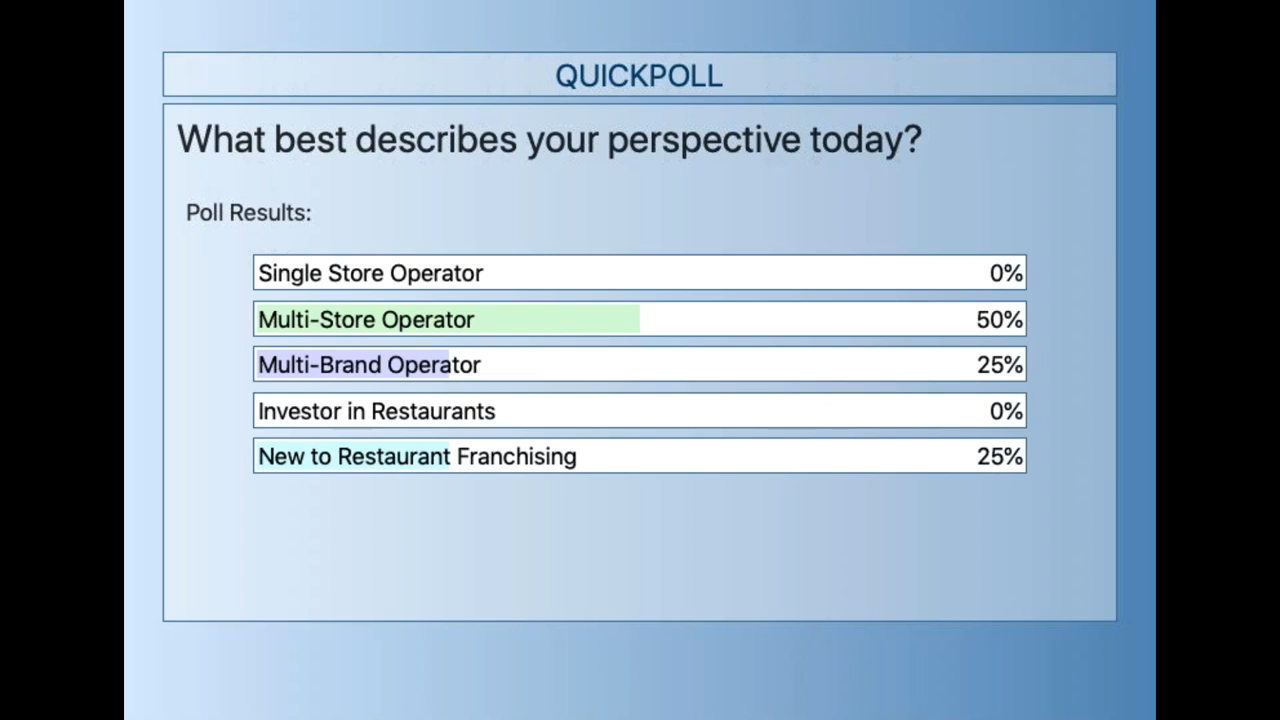 QUICKPOLL
What best describes your perspective today?
Poll Results:
Single Store Operator 0%
Multi-Store Operator 50%
Multi-Brand Operator 25%
Investor in Restaurants 0%
New to Restaurant Franchising 25%